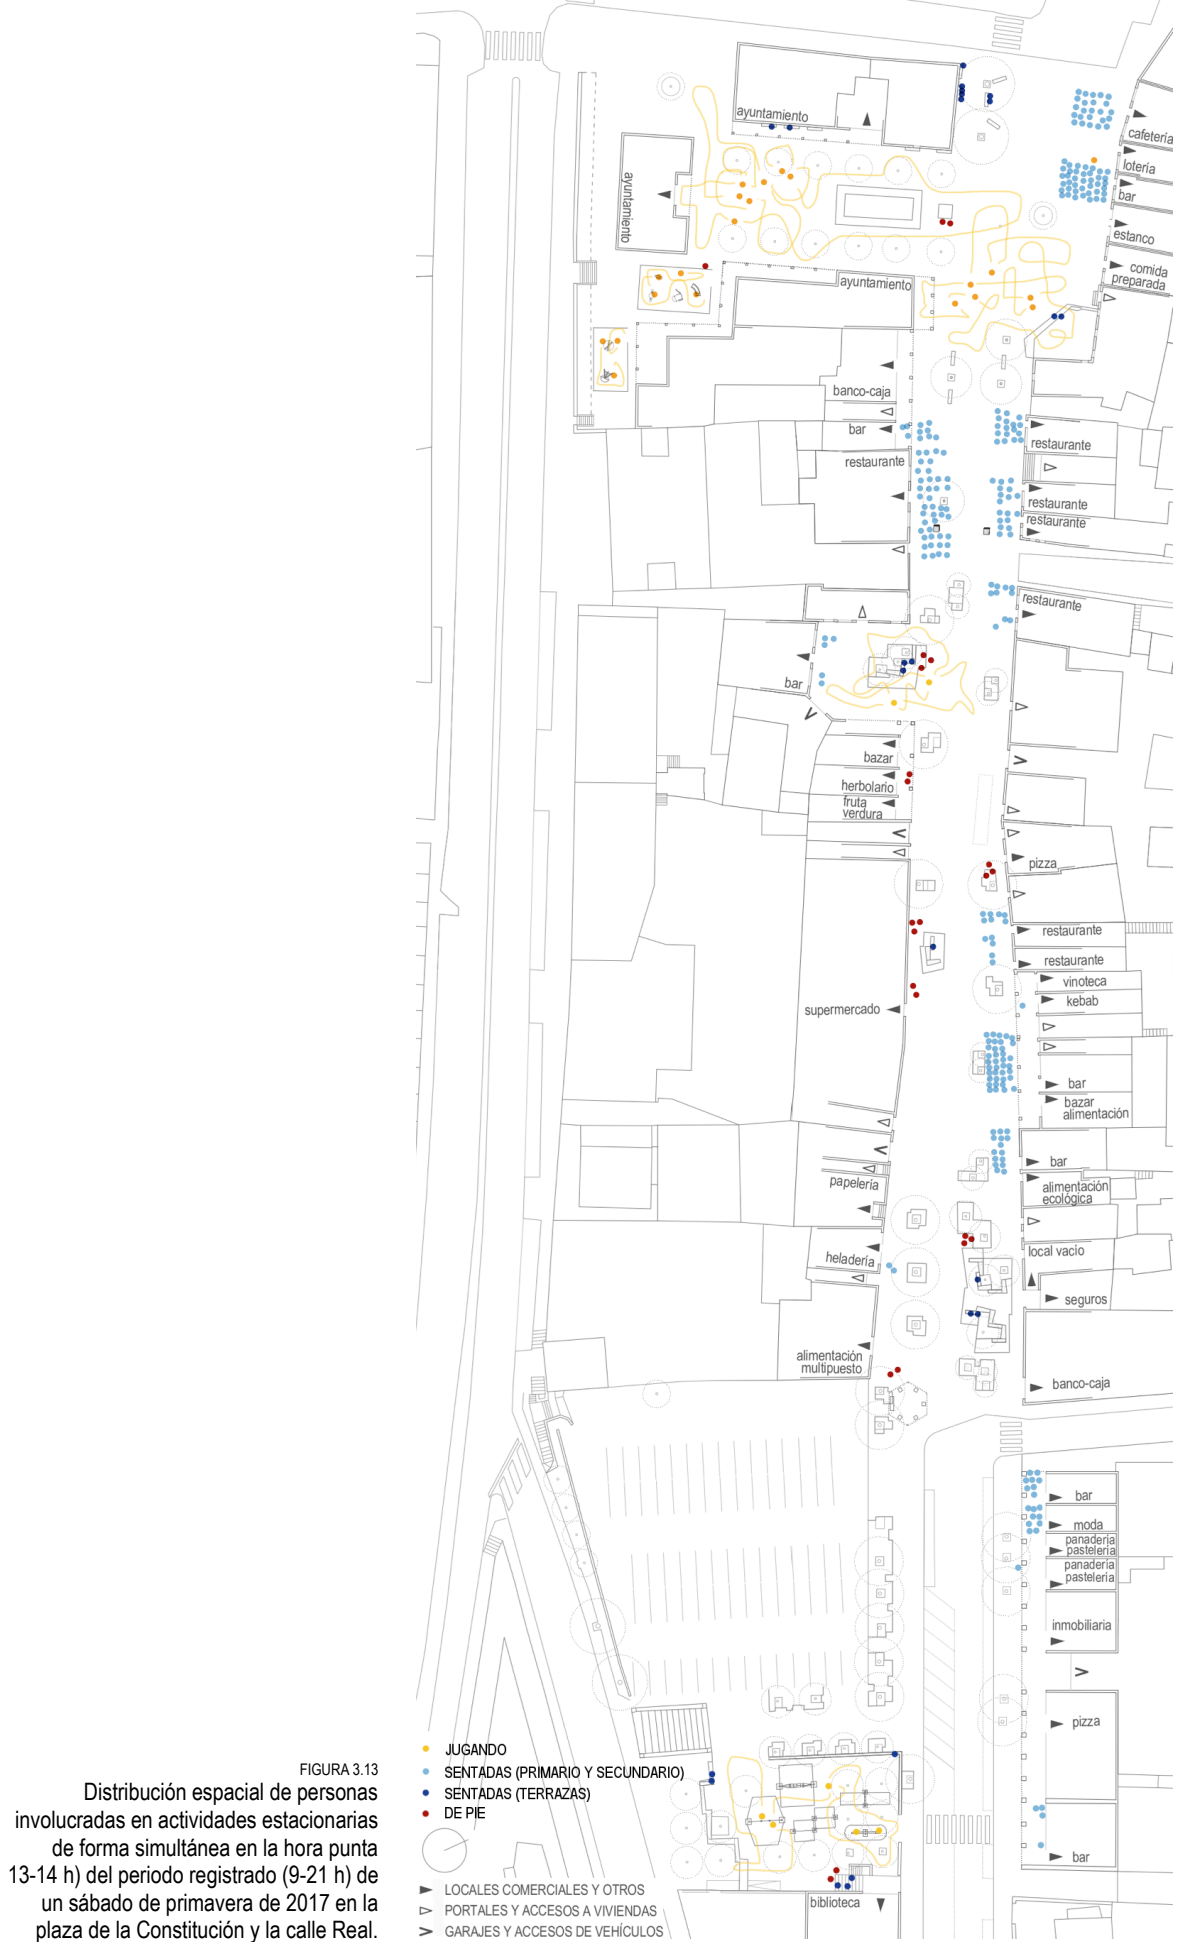 ayuntamiento
cafetería
lotería
ayuntamiento
bar
estanco
comida
preparada
ayuntamiento
banco-caja
bar
restaurante
restaurante
restaurante
restaurante
restaurante
bar
bazar
herbolario
fruta
verdura
pizza
restaurante
restaurante
vinoteca
kebab
supermercado
bar
bazar
alimentación
bar
papelería
alimentación
ecológica
heladería
local vacío
seguros
alimentación
multipuesto
banco-caja
bar
moda
panadería
pastelería
panadería
pastelería
inmobiliaria
pizza
bar
biblioteca
JUGANDO
SENTADAS (PRIMARIO Y SECUNDARIO)
SENTADAS (TERRAZAS)
DE PIE
LOCALES COMERCIALES Y OTROS
PORTALES Y ACCESOS A VIVIENDAS
GARAJES Y ACCESOS DE VEHÍCULOS
FIGURA 3.13
Distribución espacial de personas
involucradas en actividades estacionarias
de forma simultánea en la hora punta
13-14 h) del periodo registrado (9-21 h) de
un sábado de primavera de 2017 en la
plaza de la Constitución y la calle Real.